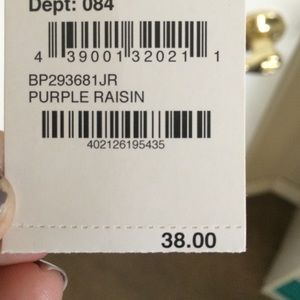 Dept: 084
4 39001 32021 1
BP293681JR
PURPLE RAISIN
402126195435
38.00